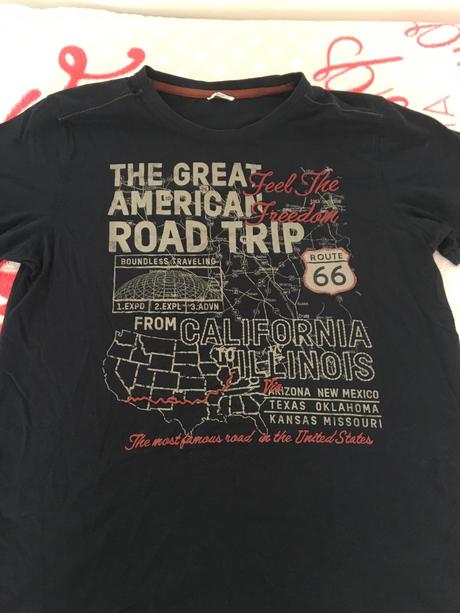 THE GREAT
Feel The
AMERICAN
Freedom
ROAD TRIP
ROUTE
66
BOUNDLESS TRAVELING
1.EXPD 2.EXPL 3.ADVN
FROM CALIFORNIA
TO ILLINOIS
Via
ARIZONA NEW MEXICO
TEXAS OKLAHOMA
KANSAS MISSOURI
The most famous road in the United States